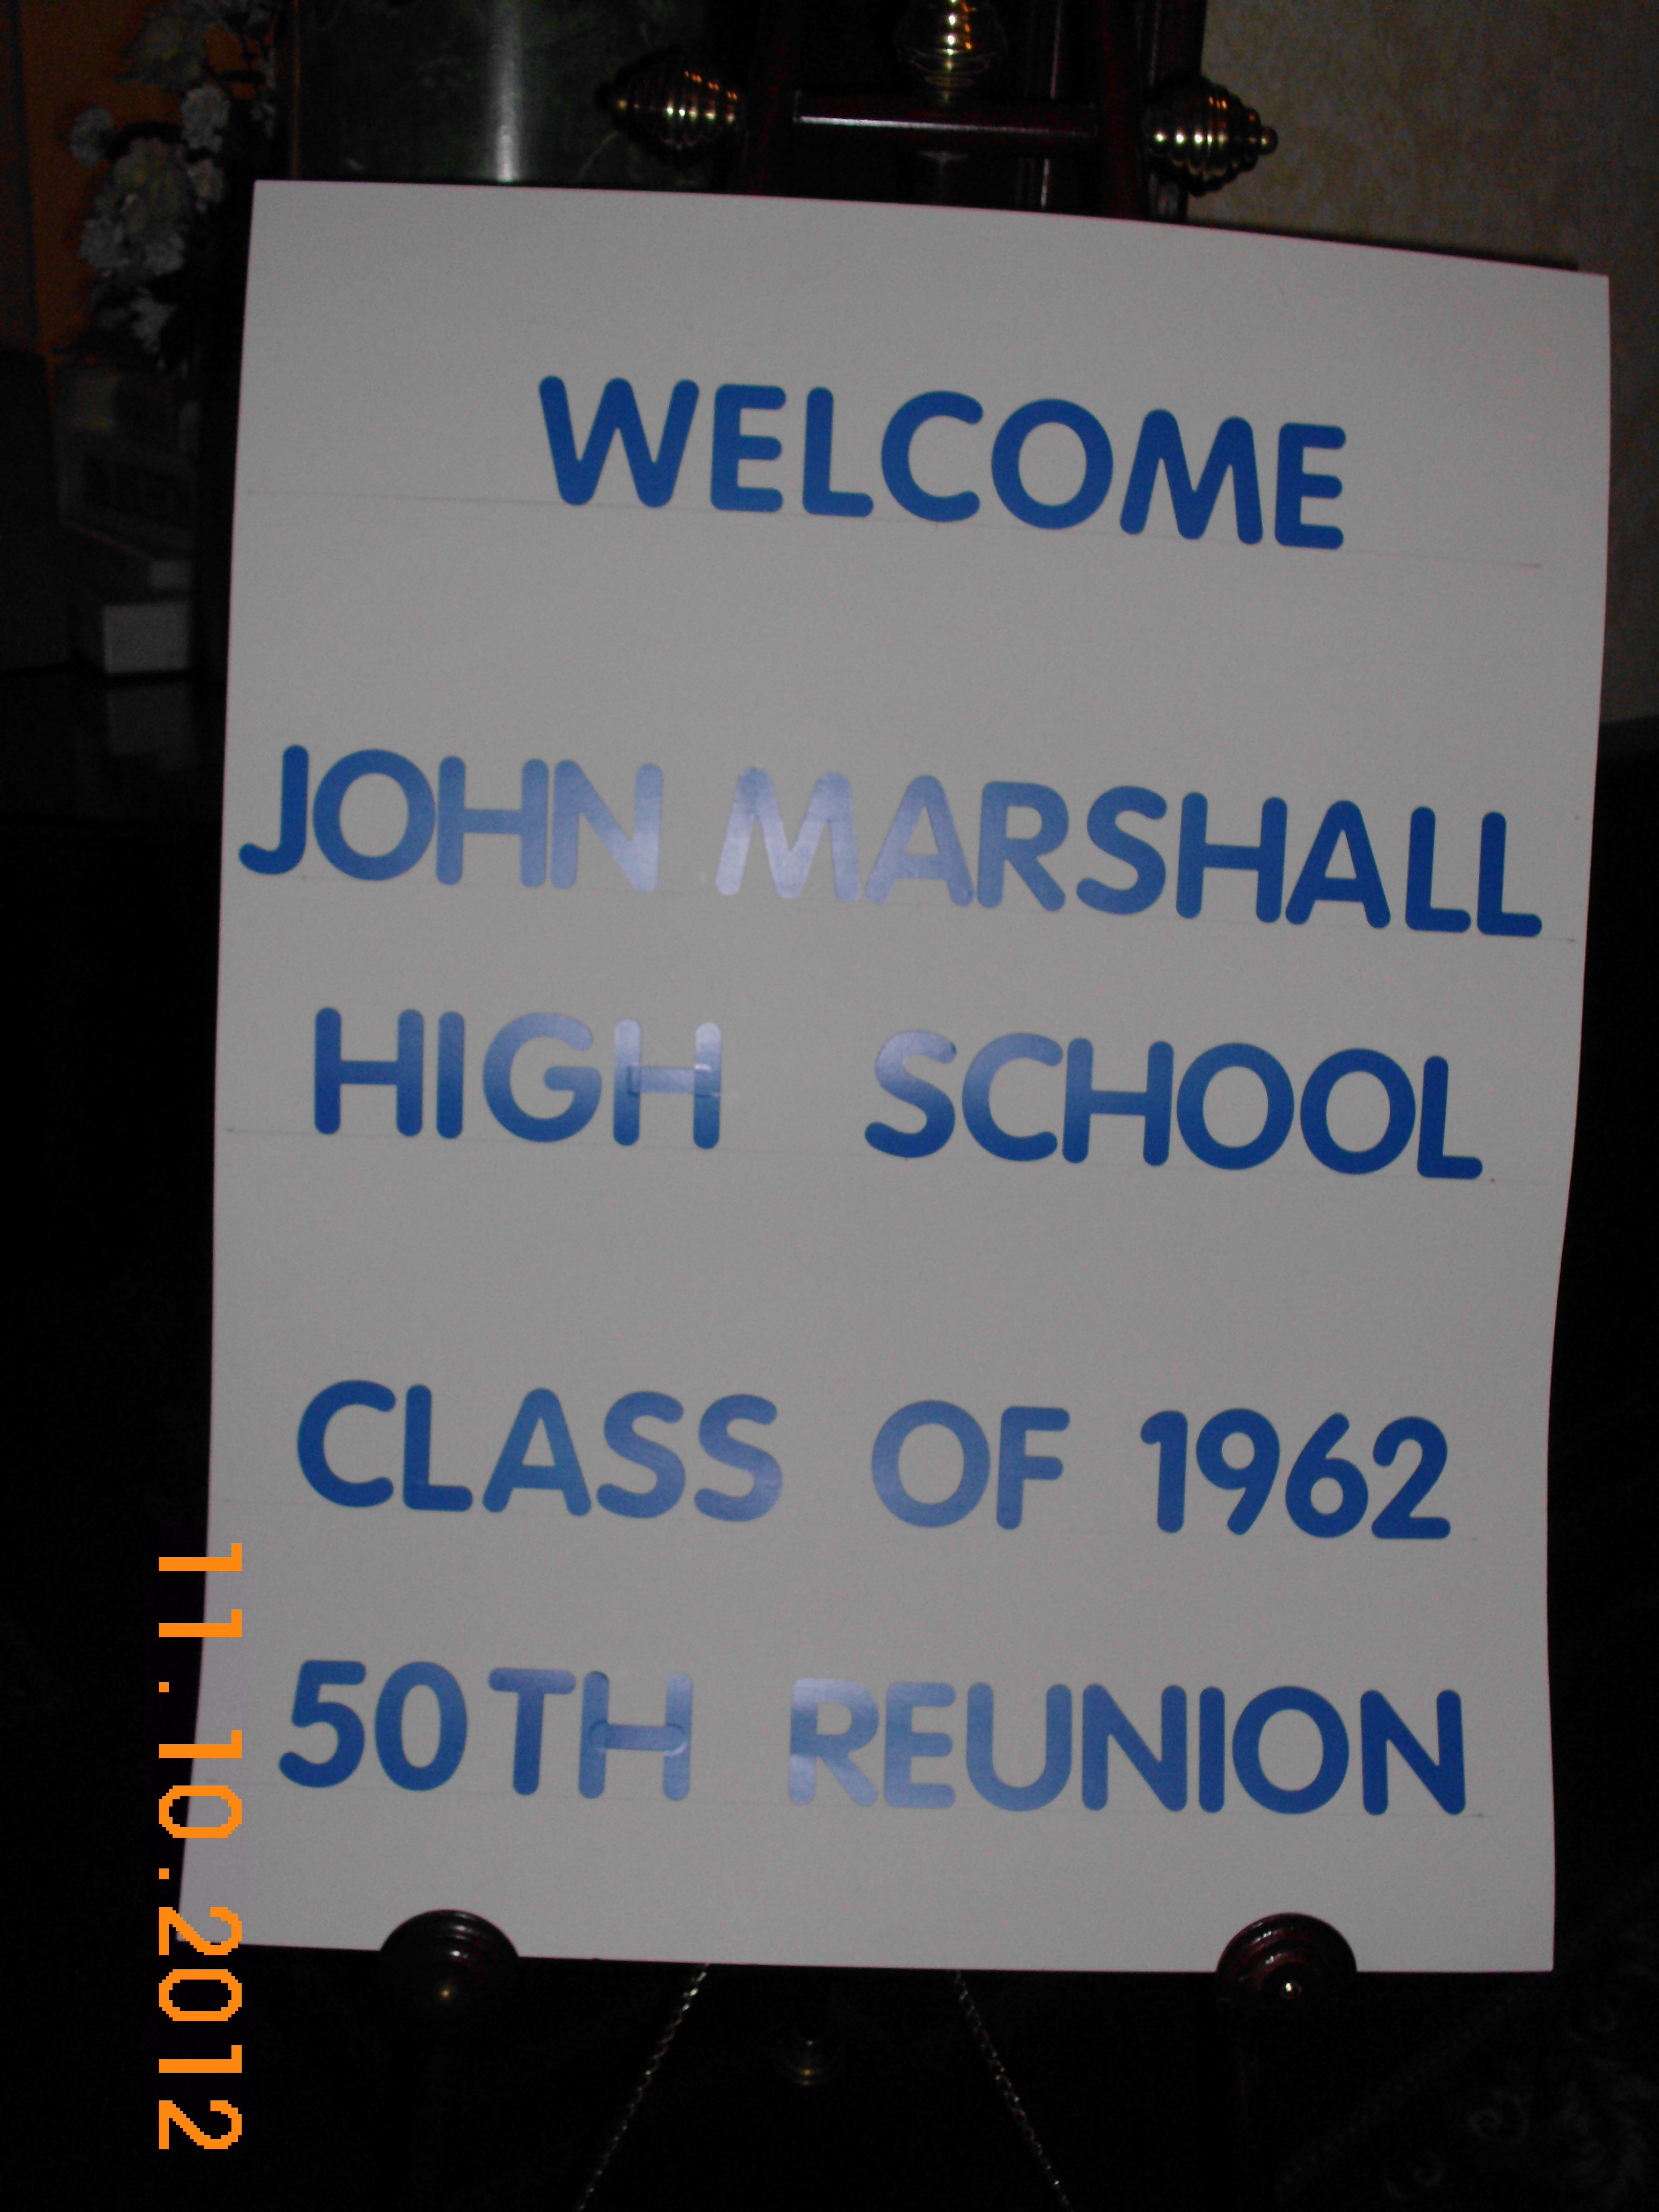 WELCOME
JOHN MARSHALL
HIGH SCHOOL
CLASS OF 1962
50TH REUNION
11.10.2012